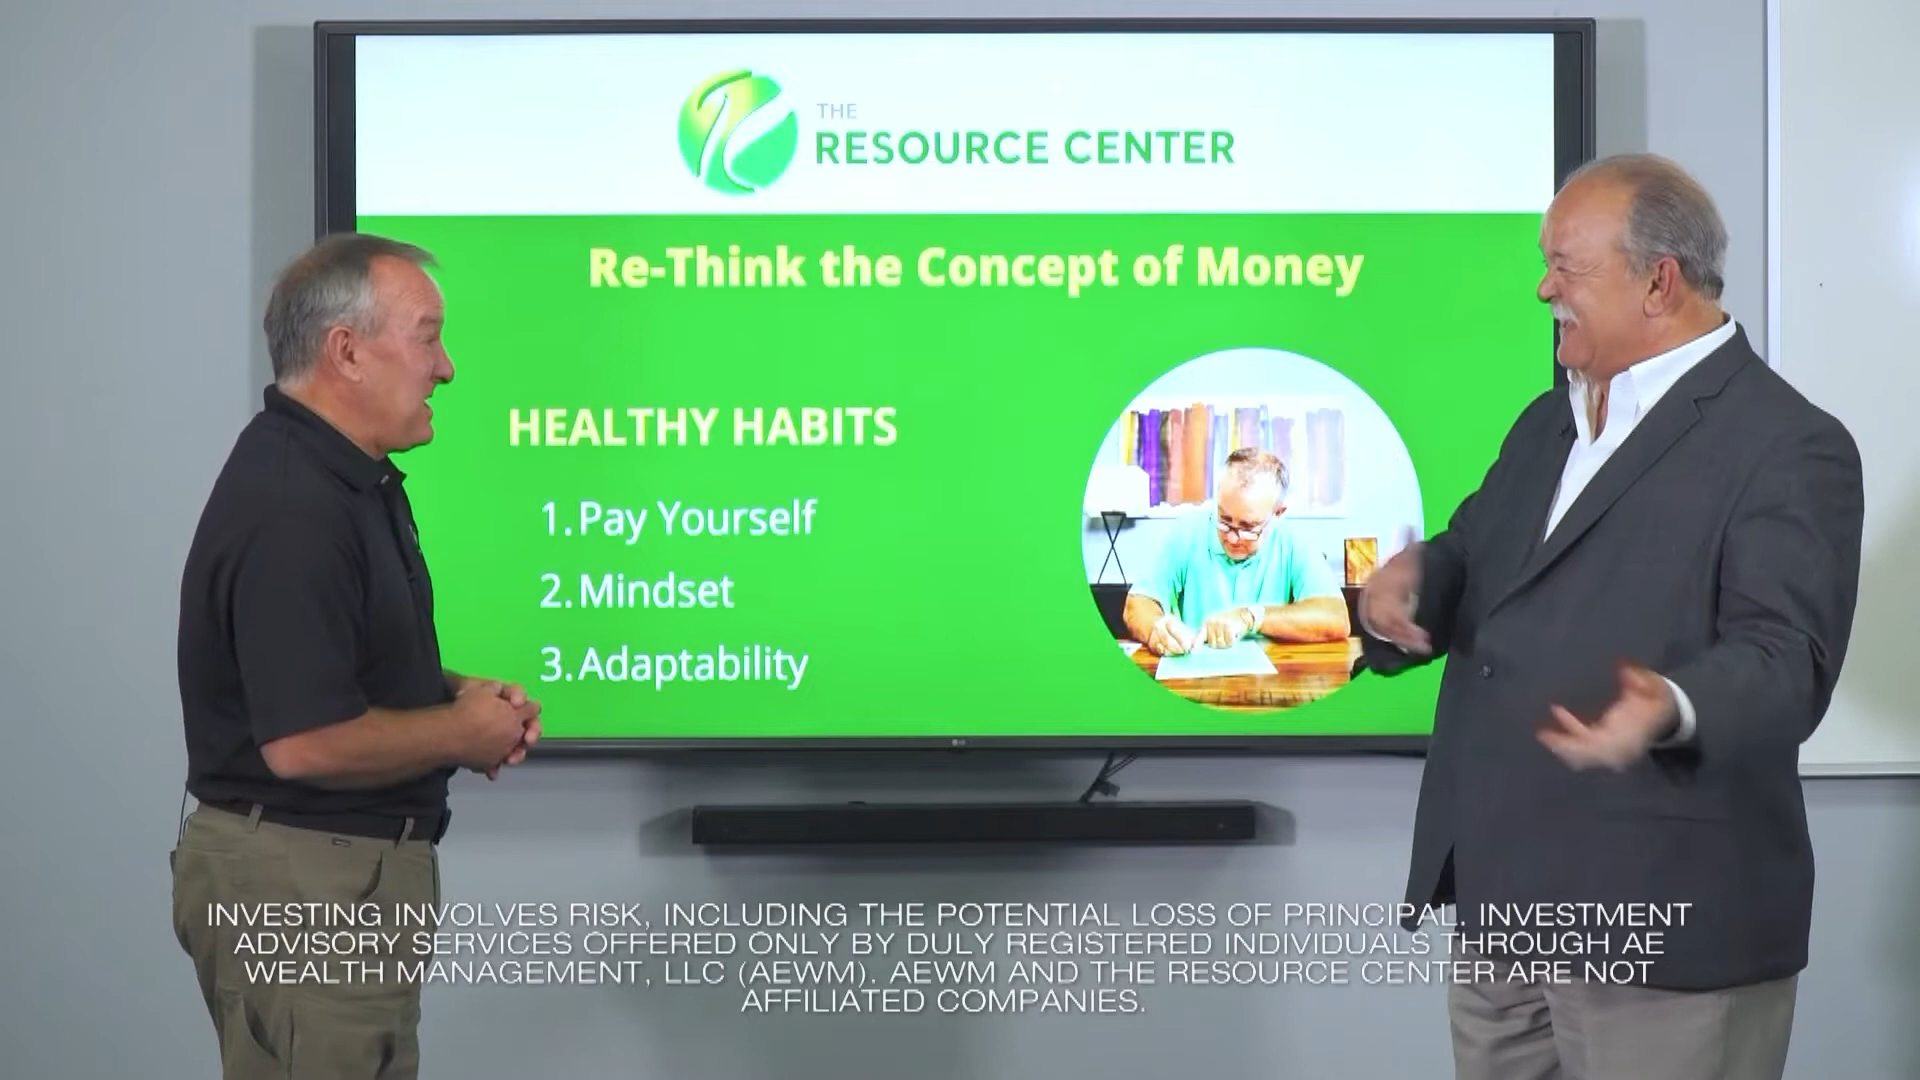 THE
RESOURCE CENTER
Re-Think the Concept of Money
HEALTHY HABITS
1. Pay Yourself
2. Mindset
3. Adaptability
LG
INVESTING INVOLVES RISK, INCLUDING THE POTENTIAL LOSS OF PRINCIPAL. INVESTMENT
ADVISORY SERVICES OFFERED ONLY BY DULY REGISTERED INDIVIDUALS THROUGH AE
WEALTH MANAGEMENT, LLC (AEWM). AEWM AND THE RESOURCE CENTER ARE NOT
AFFILIATED COMPANIES.